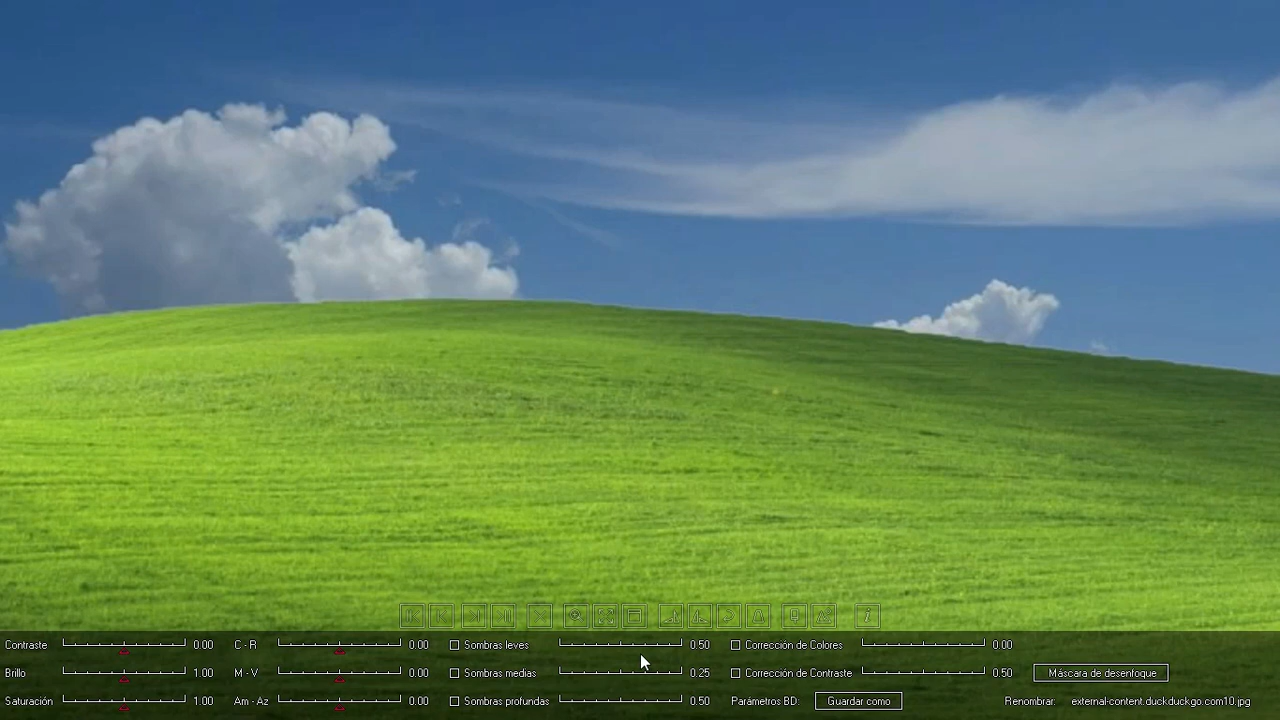 Contraste 0.00 C - R 0.00 Sombras leves 0.50 Corrección de Colores 0.00
Brillo 1.00 M - V 0.00 Sombras medias 0.25 Corrección de Contraste 0.50 Máscara de desenfoque
Saturación 1.00 Am - Az 0.00 Sombras profundas 0.50 Parámetros BD: Guardar como Renombrar: external-content.duckduckgo.com10.jpg